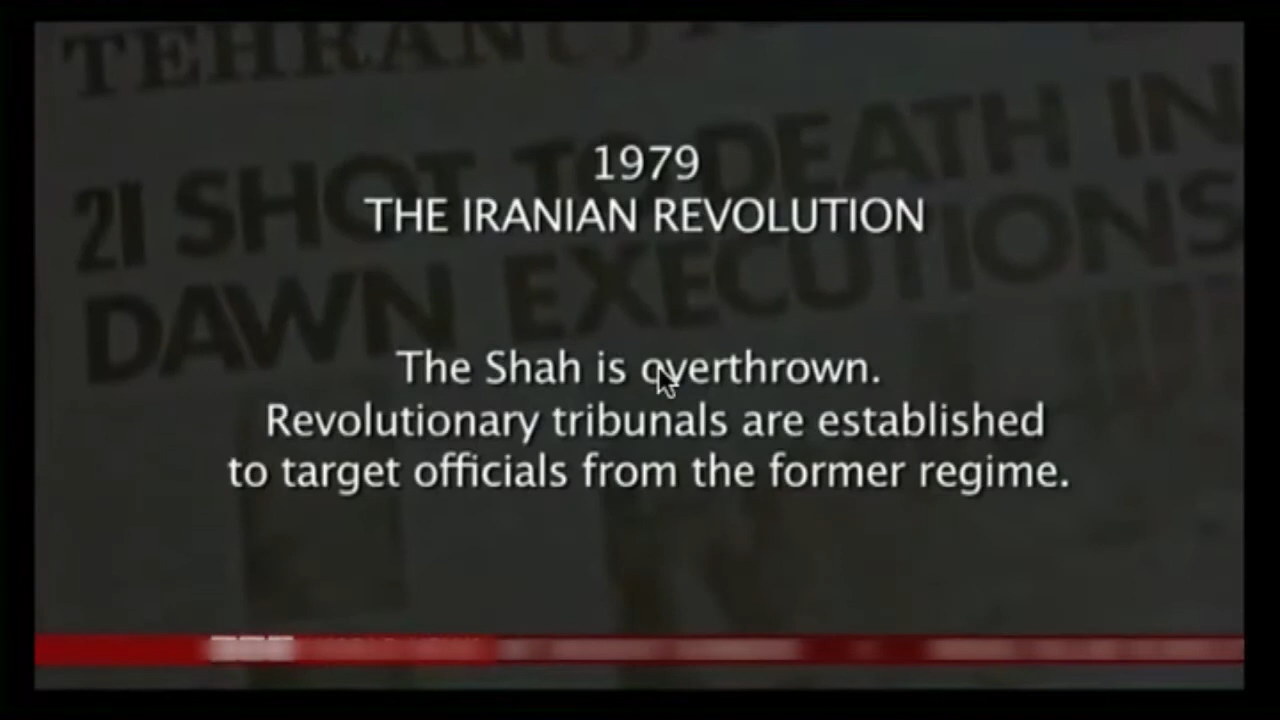 TEHRAN
21 SHOT TO DEATH IN
DAWN EXECUTIONS
1979
THE IRANIAN REVOLUTION
The Shah is overthrown.
Revolutionary tribunals are established
to target officials from the former regime.